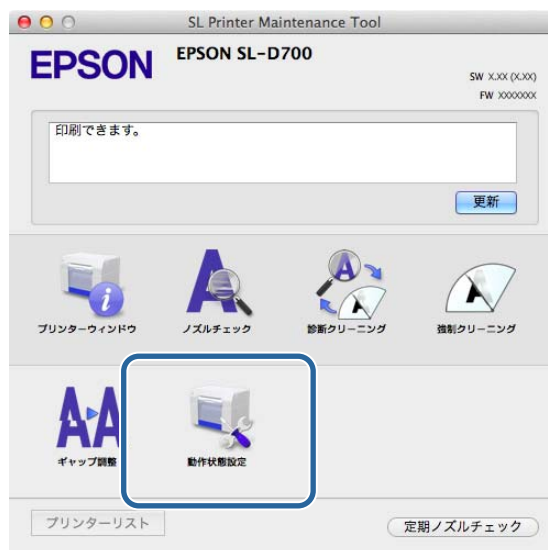 SL Printer Maintenance Tool
EPSON
EPSON SL-D700
SW X.XX (X.XX)
FW XXXXXXX
印刷できます。
更新
プリンターウィンドウ
ノズルチェック
診断クリーニング
強制クリーニング
ギャップ調整
動作状態設定
プリンターリスト
定期ノズルチェック